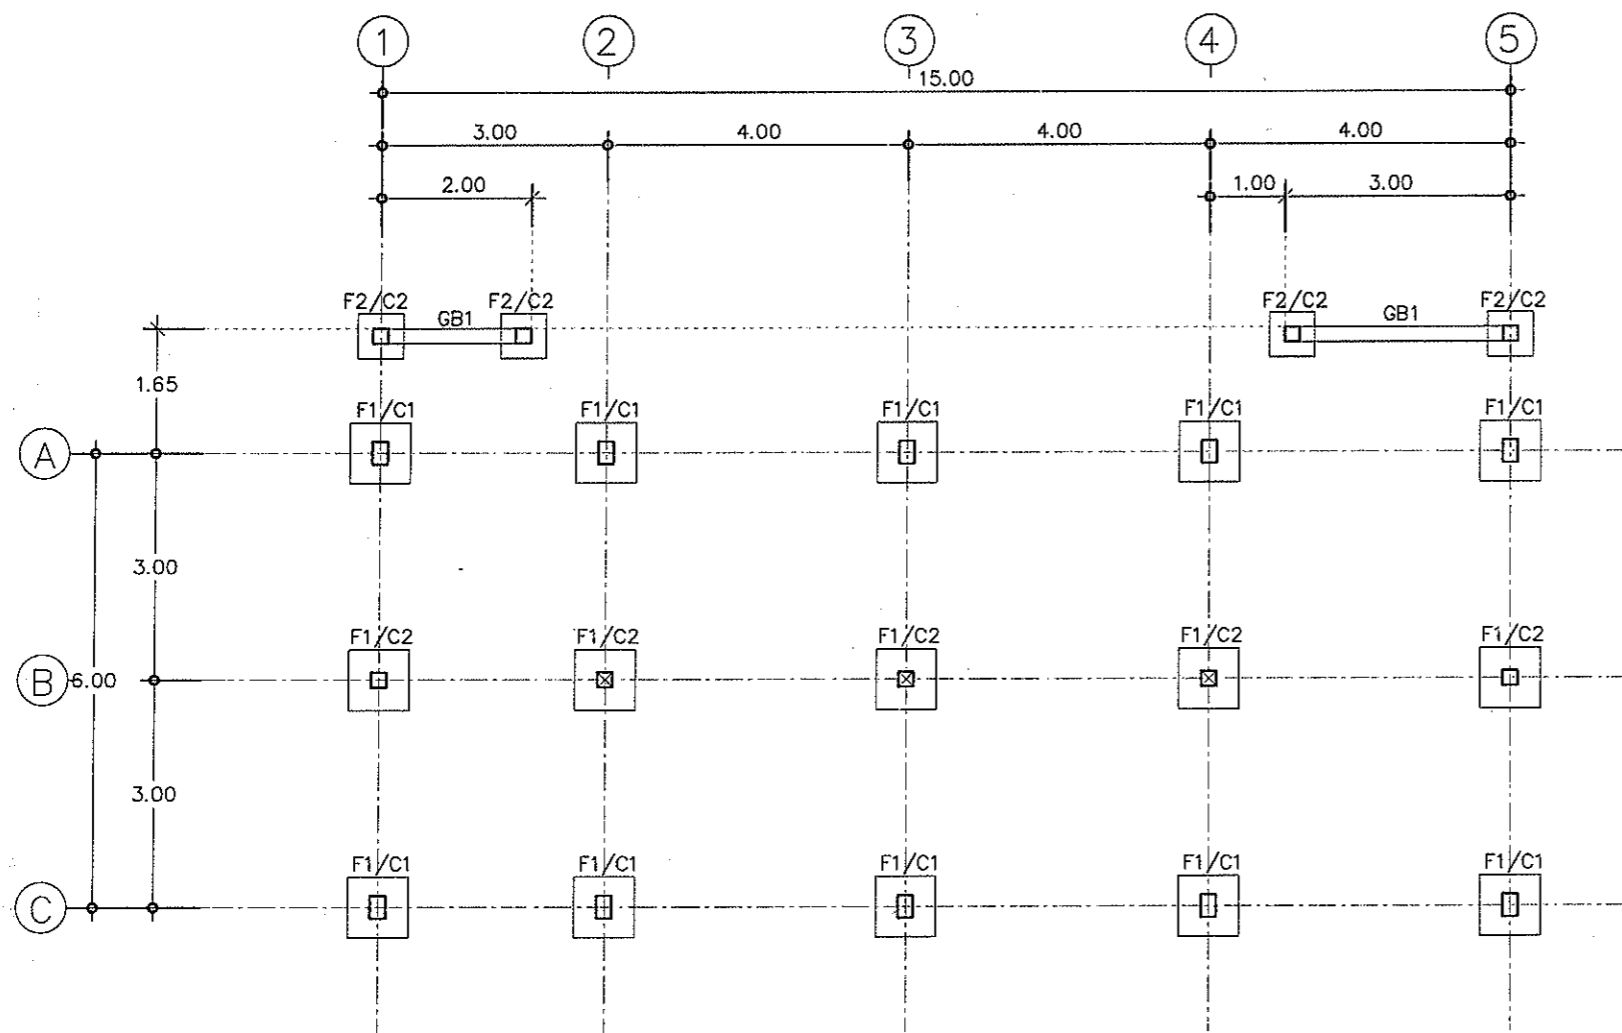 1 2 3 4 5
15.00
3.00 4.00 4.00 4.00
2.00 1.00 3.00
F2/C2 F2/C2 F2/C2 F2/C2
GB1 GB1
1.65
F1/C1 F1/C1 F1/C1 F1/C1 F1/C1
A
3.00
F1/C2 F1/C2 F1/C2 F1/C2 F1/C2
B 6.00
3.00
F1/C1 F1/C1 F1/C1 F1/C1 F1/C1
C